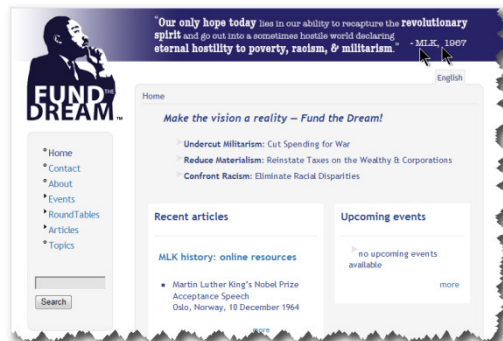 "Our only hope today lies in our ability to recapture the revolutionary
spirit and go out into a sometimes hostile world declaring
eternal hostility to poverty, racism, & militarism." - MLK, 1967
FUND THE
DREAM™
English
Home
Make the vision a reality — Fund the Dream!
Undercut Militarism: Cut Spending for War
Reduce Materialism: Reinstate Taxes on the Wealthy & Corporations
Confront Racism: Eliminate Racial Disparities
Home
Contact
About
Events
RoundTables
Articles
Topics
Search
Recent articles
MLK history: online resources
Martin Luther King's Nobel Prize
Acceptance Speech
Oslo, Norway, 10 December 1964
more
Upcoming events
no upcoming events
available
more